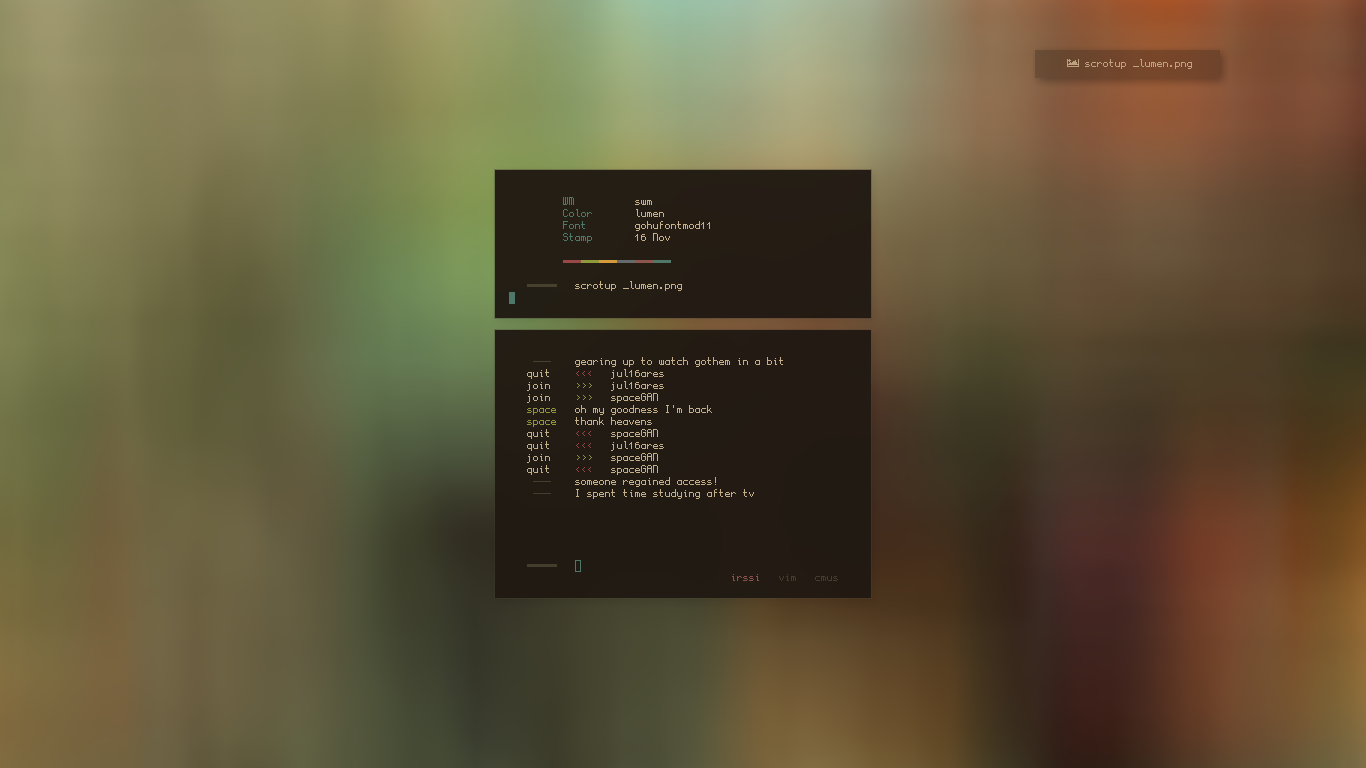 scrotup _lumen.png
WM swm
Color lumen
Font gohufontmod11
Stamp 16 Nov
scrotup _lumen.png
gearing up to watch gothem in a bit
quit <<< jul16ares
join >>> jul16ares
join >>> spaceGAN
space oh my goodness I'm back
space thank heavens
quit <<< spaceGAN
quit <<< jul16ares
join >>> spaceGAN
quit <<< spaceGAN
someone regained access!
I spent time studying after tv
irssi vim cmus